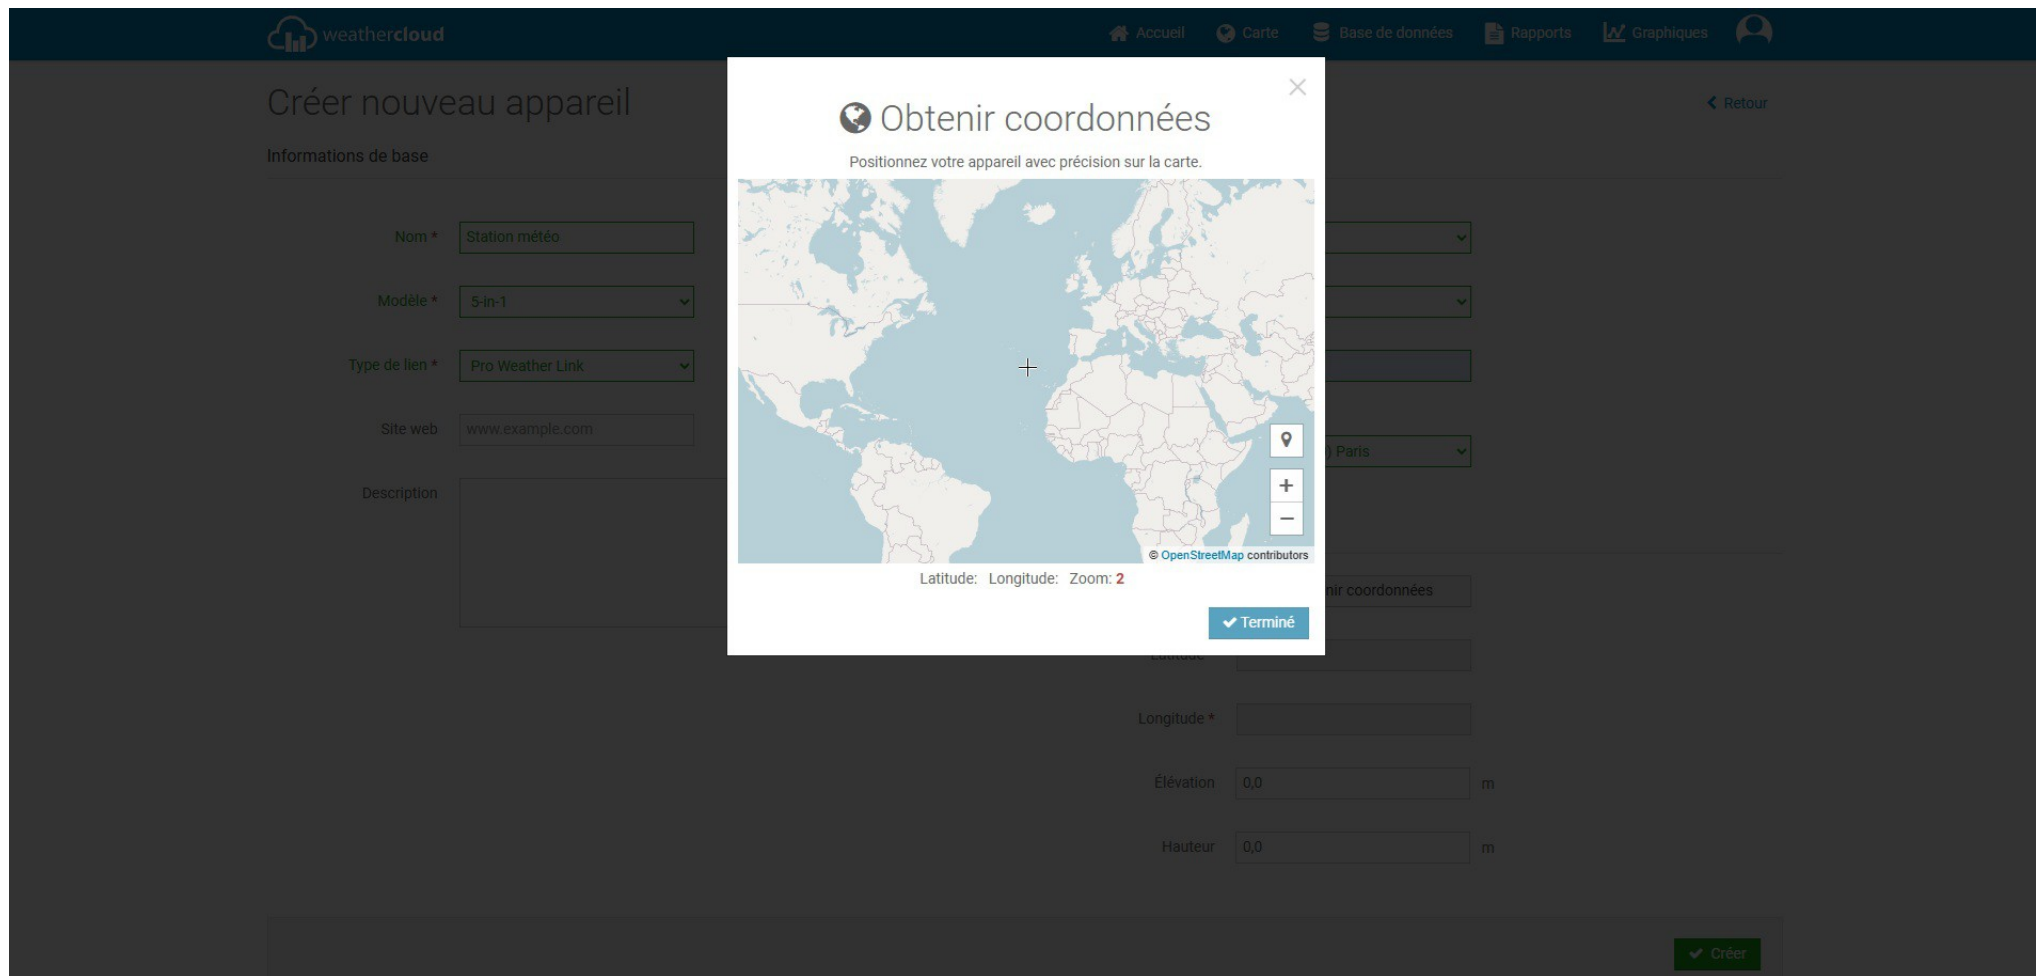 weathercloud
Accueil Carte Base de données Rapports Graphiques
Créer nouveau appareil
Retour
Informations de base
Nom * Station météo
Modèle * 5-in-1
Type de lien * Pro Weather Link
Site web www.example.com
Description
Obtenir coordonnées
Positionnez votre appareil avec précision sur la carte.
+
−
© OpenStreetMap contributors
Latitude: Longitude: Zoom: 2
Terminé
) Paris
nir coordonnées
Latitude
Longitude *
Élévation 0,0 m
Hauteur 0,0 m
Créer